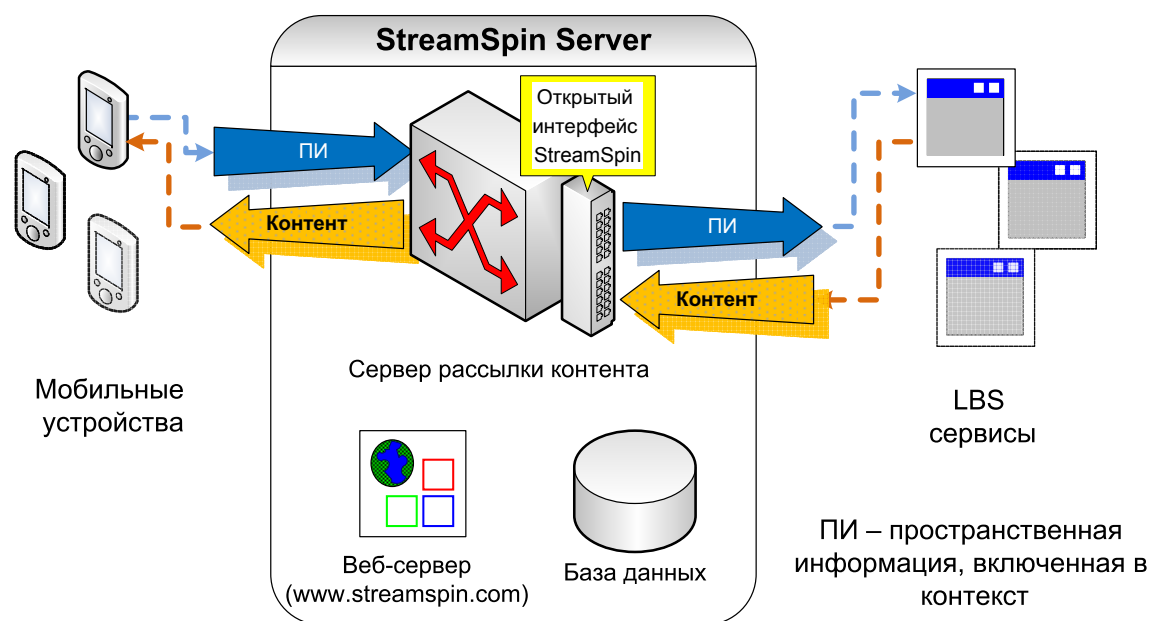 StreamSpin Server
Открытый
интерфейс
StreamSpin
ПИ
Контент
ПИ
Контент
Сервер рассылки контента
Мобильные
устройства
LBS
сервисы
Веб-сервер
(www.streamspin.com)
База данных
ПИ – пространственная
информация, включенная в
контекст